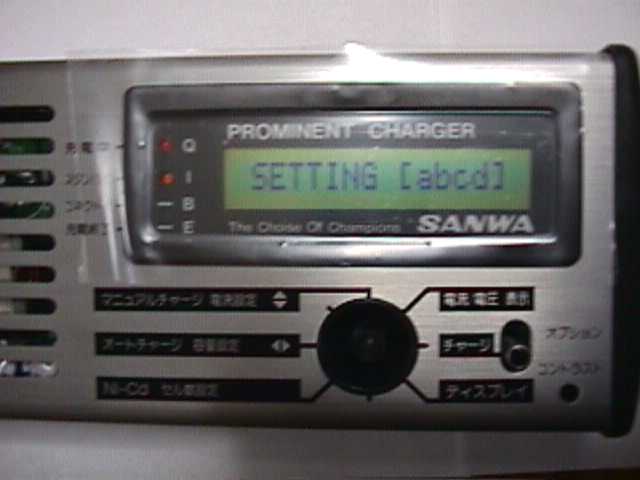 PROMINENT CHARGER
Q
I
B
E
SETTING [abcd]
The Choise Of Champions SANWA
マニュアルチャージ 電流設定
オートチャージ 容量設定
Ni-Cd セル数設定
電流 電圧 表示
チャージ
ディスプレイ
オプション
コントラスト